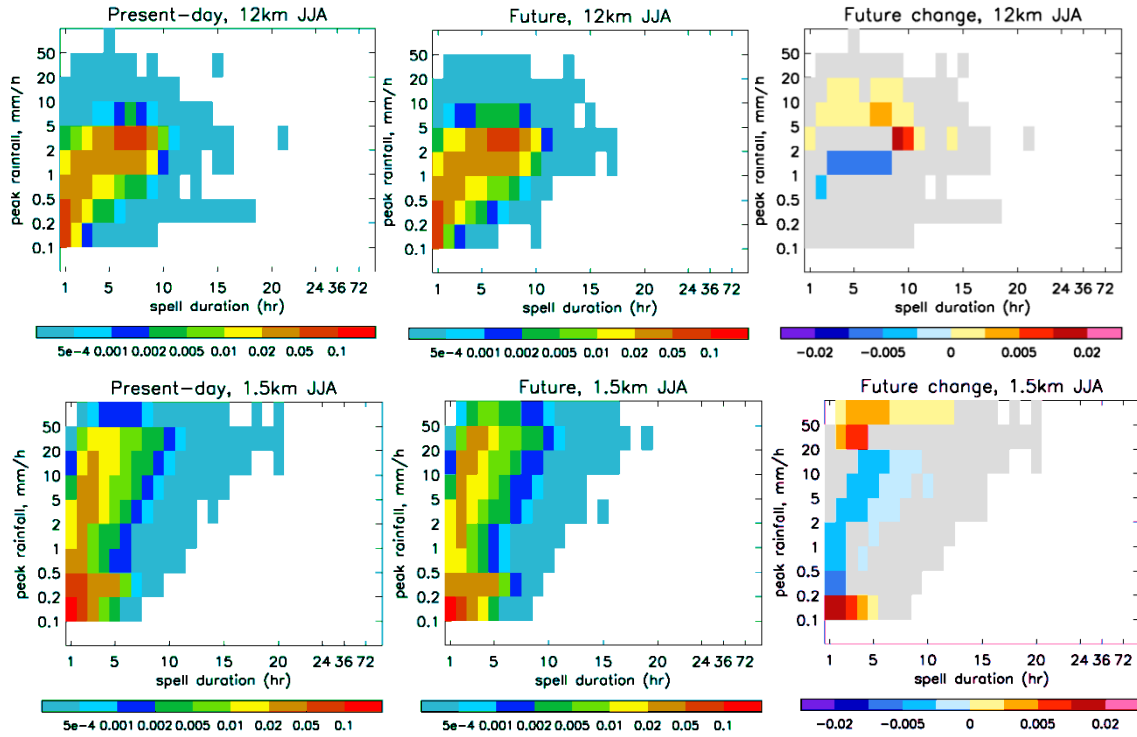 Present-day, 12km JJA
peak rainfall, mm/h
50
20
10
5
2
1
0.5
0.2
0.1
1 5 10 15 20 24 36 72
spell duration (hr)
5e-4 0.001 0.002 0.005 0.01 0.02 0.05 0.1
Future, 12km JJA
peak rainfall, mm/h
50
20
10
5
2
1
0.5
0.2
0.1
1 5 10 15 20 24 36 72
spell duration (hr)
5e-4 0.001 0.002 0.005 0.01 0.02 0.05 0.1
Future change, 12km JJA
peak rainfall, mm/h
50
20
10
5
2
1
0.5
0.2
0.1
1 5 10 15 20 24 36 72
spell duration (hr)
-0.02 -0.005 0 0.005 0.02
Present-day, 1.5km JJA
peak rainfall, mm/h
50
20
10
5
2
1
0.5
0.2
0.1
1 5 10 15 20 24 36 72
spell duration (hr)
5e-4 0.001 0.002 0.005 0.01 0.02 0.05 0.1
Future, 1.5km JJA
peak rainfall, mm/h
50
20
10
5
2
1
0.5
0.2
0.1
1 5 10 15 20 24 36 72
spell duration (hr)
5e-4 0.001 0.002 0.005 0.01 0.02 0.05 0.1
Future change, 1.5km JJA
peak rainfall, mm/h
50
20
10
5
2
1
0.5
0.2
0.1
1 5 10 15 20 24 36 72
spell duration (hr)
-0.02 -0.005 0 0.005 0.02